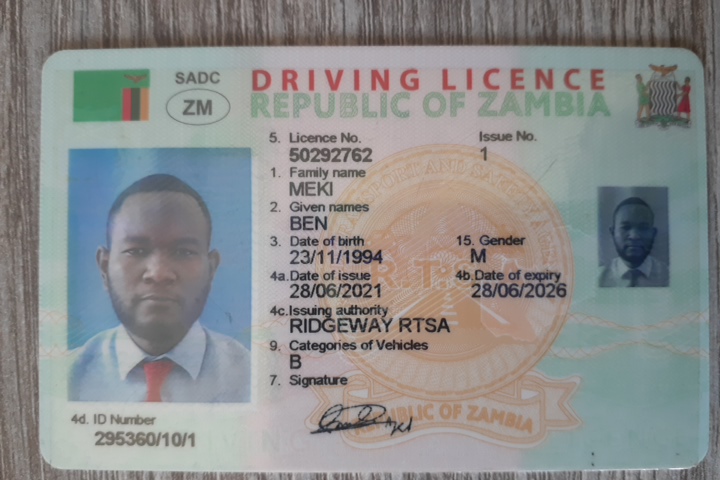 DRIVING LICENCE
REPUBLIC OF ZAMBIA
SADC
ZM
5. Licence No.
50292762
Issue No.
1
1. Family name
MEKI
2. Given names
BEN
3. Date of birth
23/11/1994
15. Gender
M
4a.Date of issue
28/06/2021
4b.Date of expiry
28/06/2026
4c.Issuing authority
RIDGEWAY RTSA
9. Categories of Vehicles
B
7. Signature
4d. ID Number
295360/10/1
PUBLIC OF ZAMBIA